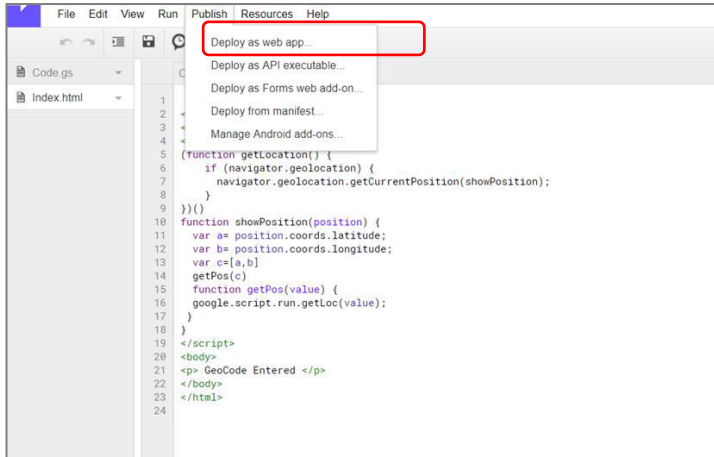 File Edit View Run Publish Resources Help
Deploy as web app...
Deploy as API executable...
Deploy as Forms web add-on...
Deploy from manifest...
Manage Android add-ons...
Code.gs
Index.html
1
2 <
3 <
4 <
5 (function getLocation() {
6 if (navigator.geolocation) {
7 navigator.geolocation.getCurrentPosition(showPosition);
8 }
9 })()
10 function showPosition(position) {
11 var a= position.coords.latitude;
12 var b= position.coords.longitude;
13 var c=[a,b]
14 getPos(c)
15 function getPos(value) {
16 google.script.run.getLoc(value);
17 }
18 }
19 </script>
20 <body>
21 <p> GeoCode Entered </p>
22 </body>
23 </html>
24